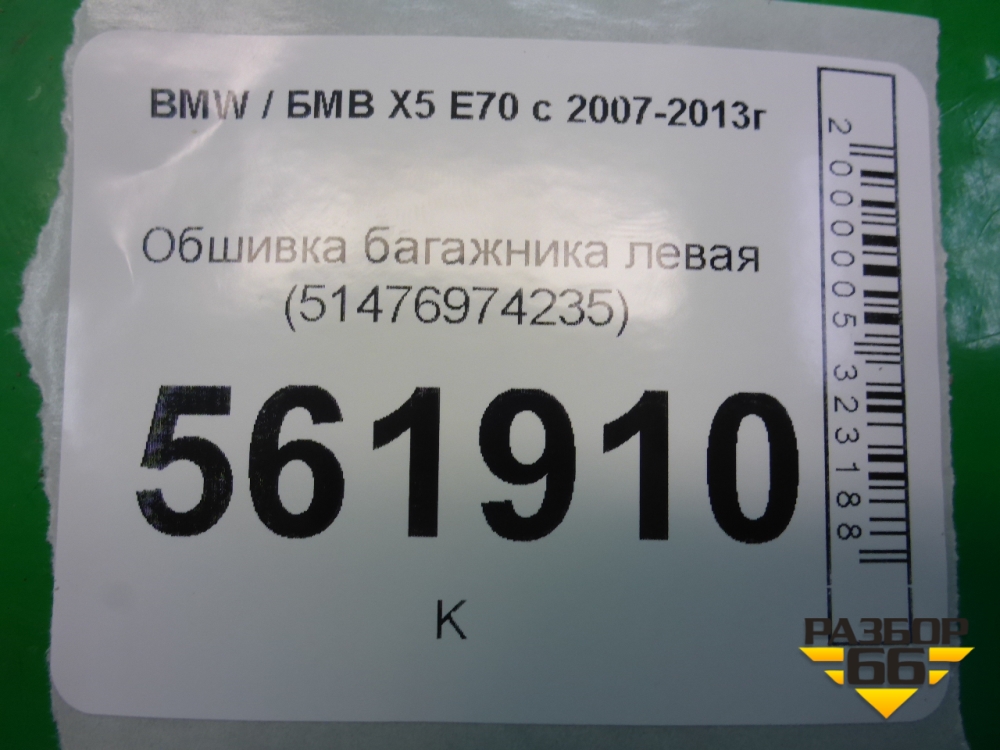 BMW / БМВ X5 E70 с 2007-2013г
Обшивка багажника левая
(51476974235)
561910
К
2000005323188
РАЗБОР
66